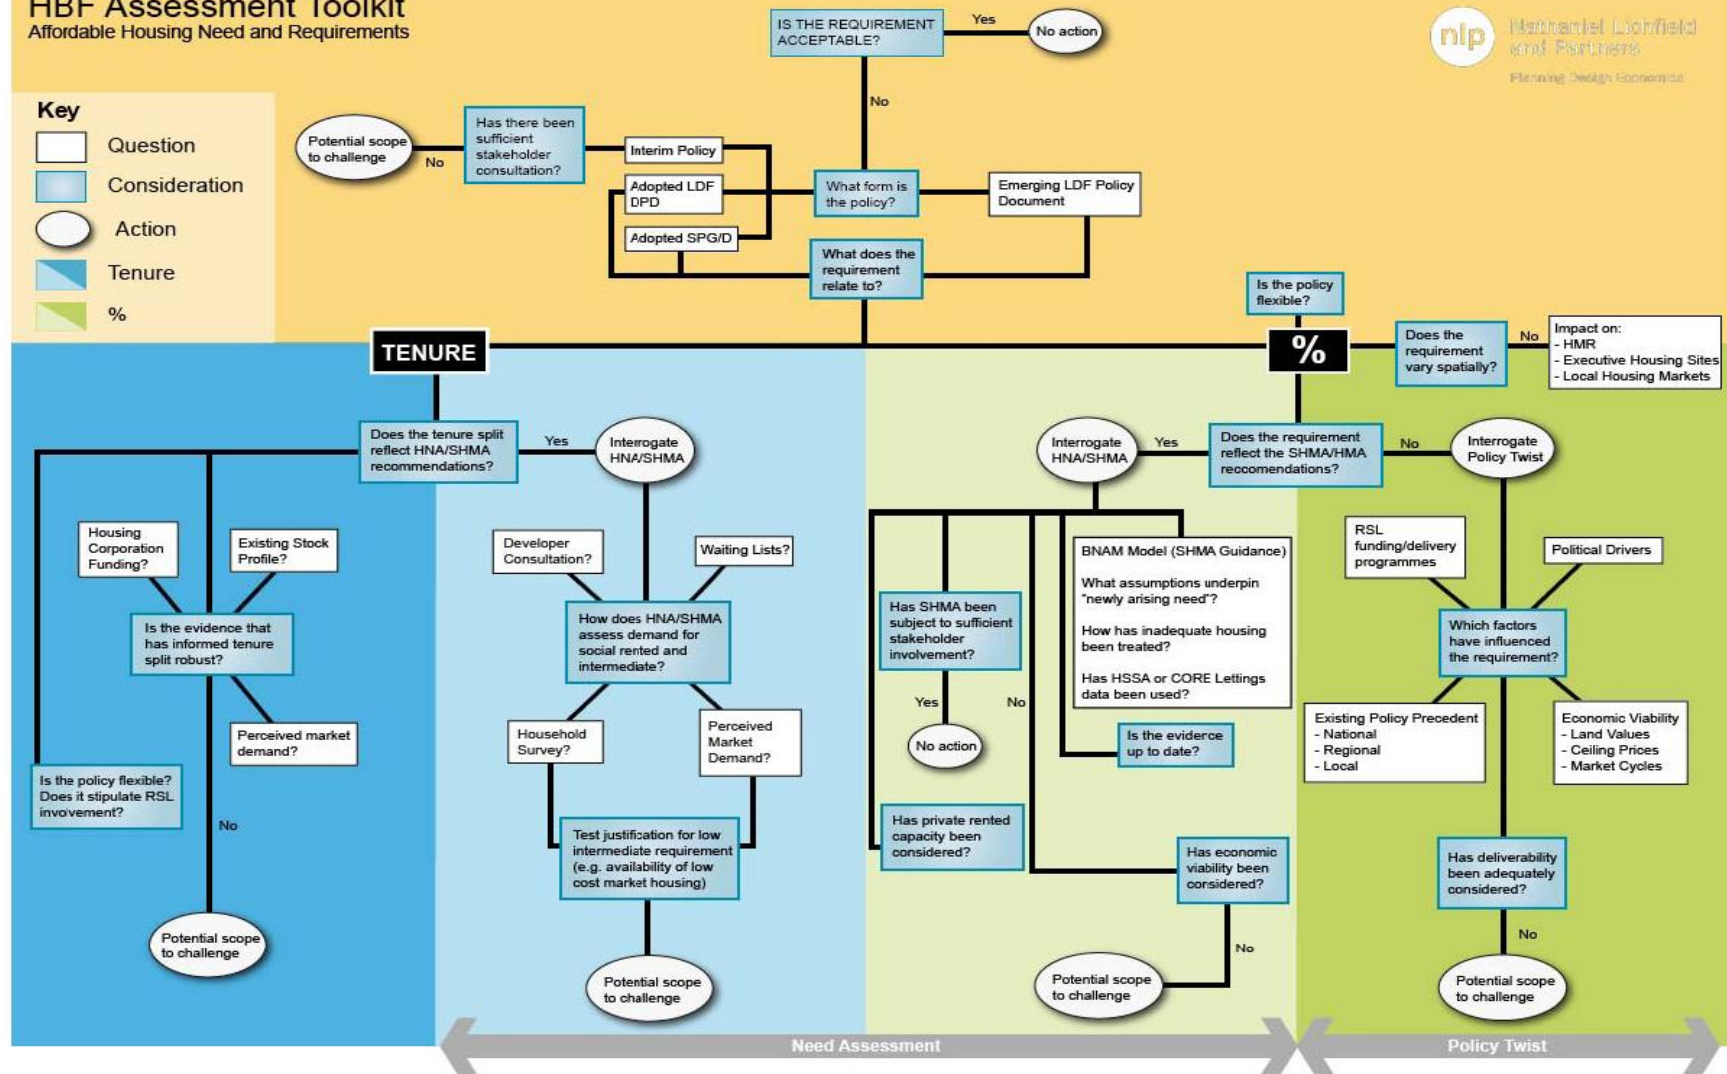 HBF Assessment Toolkit
Affordable Housing Need and Requirements
nlp
Nathaniel Lichfield
and Partners
Planning Design Economics
Key
Question
Consideration
Action
Tenure
%
IS THE REQUIREMENT
ACCEPTABLE?
Yes
No action
No
Potential scope
to challenge
No
Has there been
sufficient
stakeholder
consultation?
Interim Policy
Adopted LDF
DPD
Adopted SPG/D
What form is
the policy?
Emerging LDF Policy
Document
What does the
requirement
relate to?
Is the policy
flexible?
TENURE
%
Does the
requirement
vary spatially?
No
Impact on:
- HMR
- Executive Housing Sites
- Local Housing Markets
Does the tenure split
reflect HNA/SHMA
recommendations?
Yes
Interrogate
HNA/SHMA
Housing
Corporation
Funding?
Existing Stock
Profile?
Is the evidence that
has informed tenure
split robust?
Perceived market
demand?
Is the policy flexible?
Does it stipulate RSL
involvement?
No
Potential scope
to challenge
Developer
Consultation?
Waiting Lists?
How does HNA/SHMA
assess demand for
social rented and
intermediate?
Household
Survey?
Perceived
Market
Demand?
Test justification for low
intermediate requirement
(e.g. availability of low
cost market housing)
Potential scope
to challenge
Interrogate
HNA/SHMA
Yes
Does the requirement
reflect the SHMA/HMA
reccomendations?
No
Interrogate
Policy Twist
Has SHMA been
subject to sufficient
stakeholder
involvement?
Yes
No action
No
BNAM Model (SHMA Guidance)
What assumptions underpin
"newly arising need"?
How has inadequate housing
been treated?
Has HSSA or CORE Lettings
data been used?
Is the evidence
up to date?
Has private rented
capacity been
considered?
Has economic
viability been
considered?
No
Potential scope
to challenge
RSL
funding/delivery
programmes
Political Drivers
Which factors
have influenced
the requirement?
Existing Policy Precedent
- National
- Regional
- Local
Economic Viability
- Land Values
- Ceiling Prices
- Market Cycles
Has deliverability
been adequately
considered?
No
Potential scope
to challenge
Need Assessment
Policy Twist